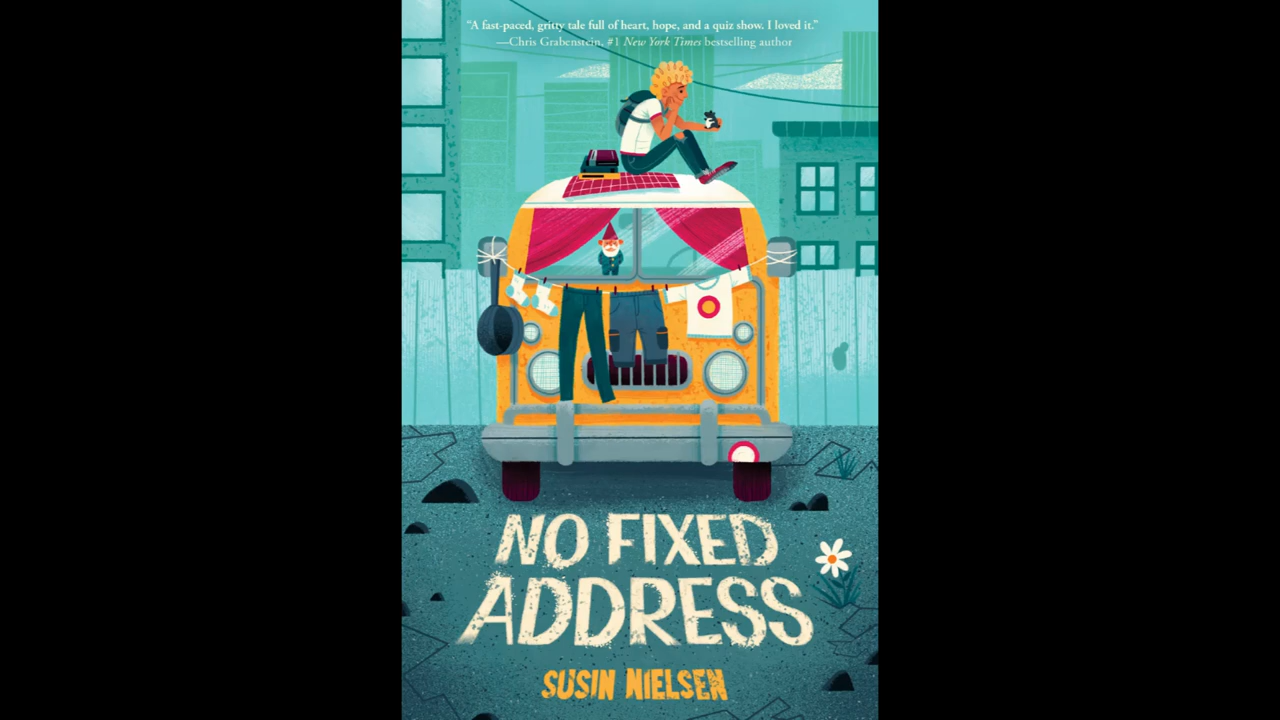 “A fast-paced, gritty tale full of heart, hope, and a quiz show. I loved it.”
—Chris Grabenstein, #1 New York Times bestselling author
NO FIXED
ADDRESS
SUSIN NIELSEN